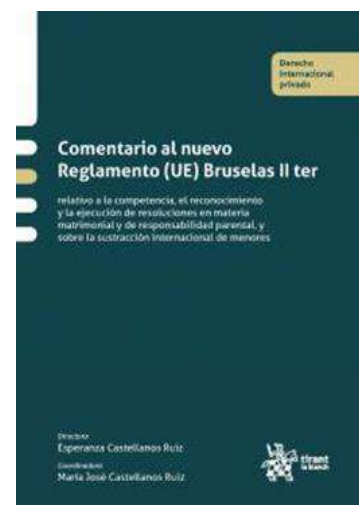 Derecho
internacional
privado
Comentario al nuevo
Reglamento (UE) Bruselas II ter
relativo a la competencia, el reconocimiento
y la ejecución de resoluciones en materia
matrimonial y de responsabilidad parental, y
sobre la sustracción internacional de menores
Directora
Esperanza Castellanos Ruiz
Coordinadora
María José Castellanos Ruiz
tirant
lo blanch